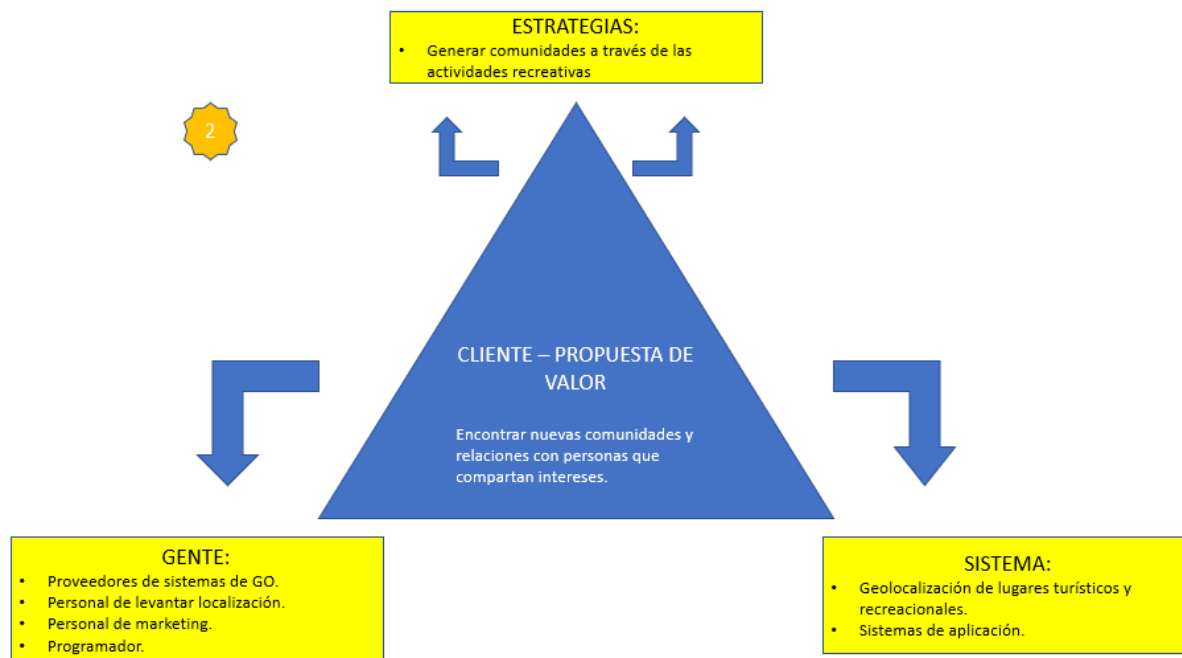 ESTRATEGIAS:
• Generar comunidades a través de las
actividades recreativas
2
CLIENTE – PROPUESTA DE
VALOR
Encontrar nuevas comunidades y
relaciones con personas que
compartan intereses.
GENTE:
• Proveedores de sistemas de GO.
• Personal de levantar localización.
• Personal de marketing.
• Programador.
SISTEMA:
• Geolocalización de lugares turísticos y
recreacionales.
• Sistemas de aplicación.